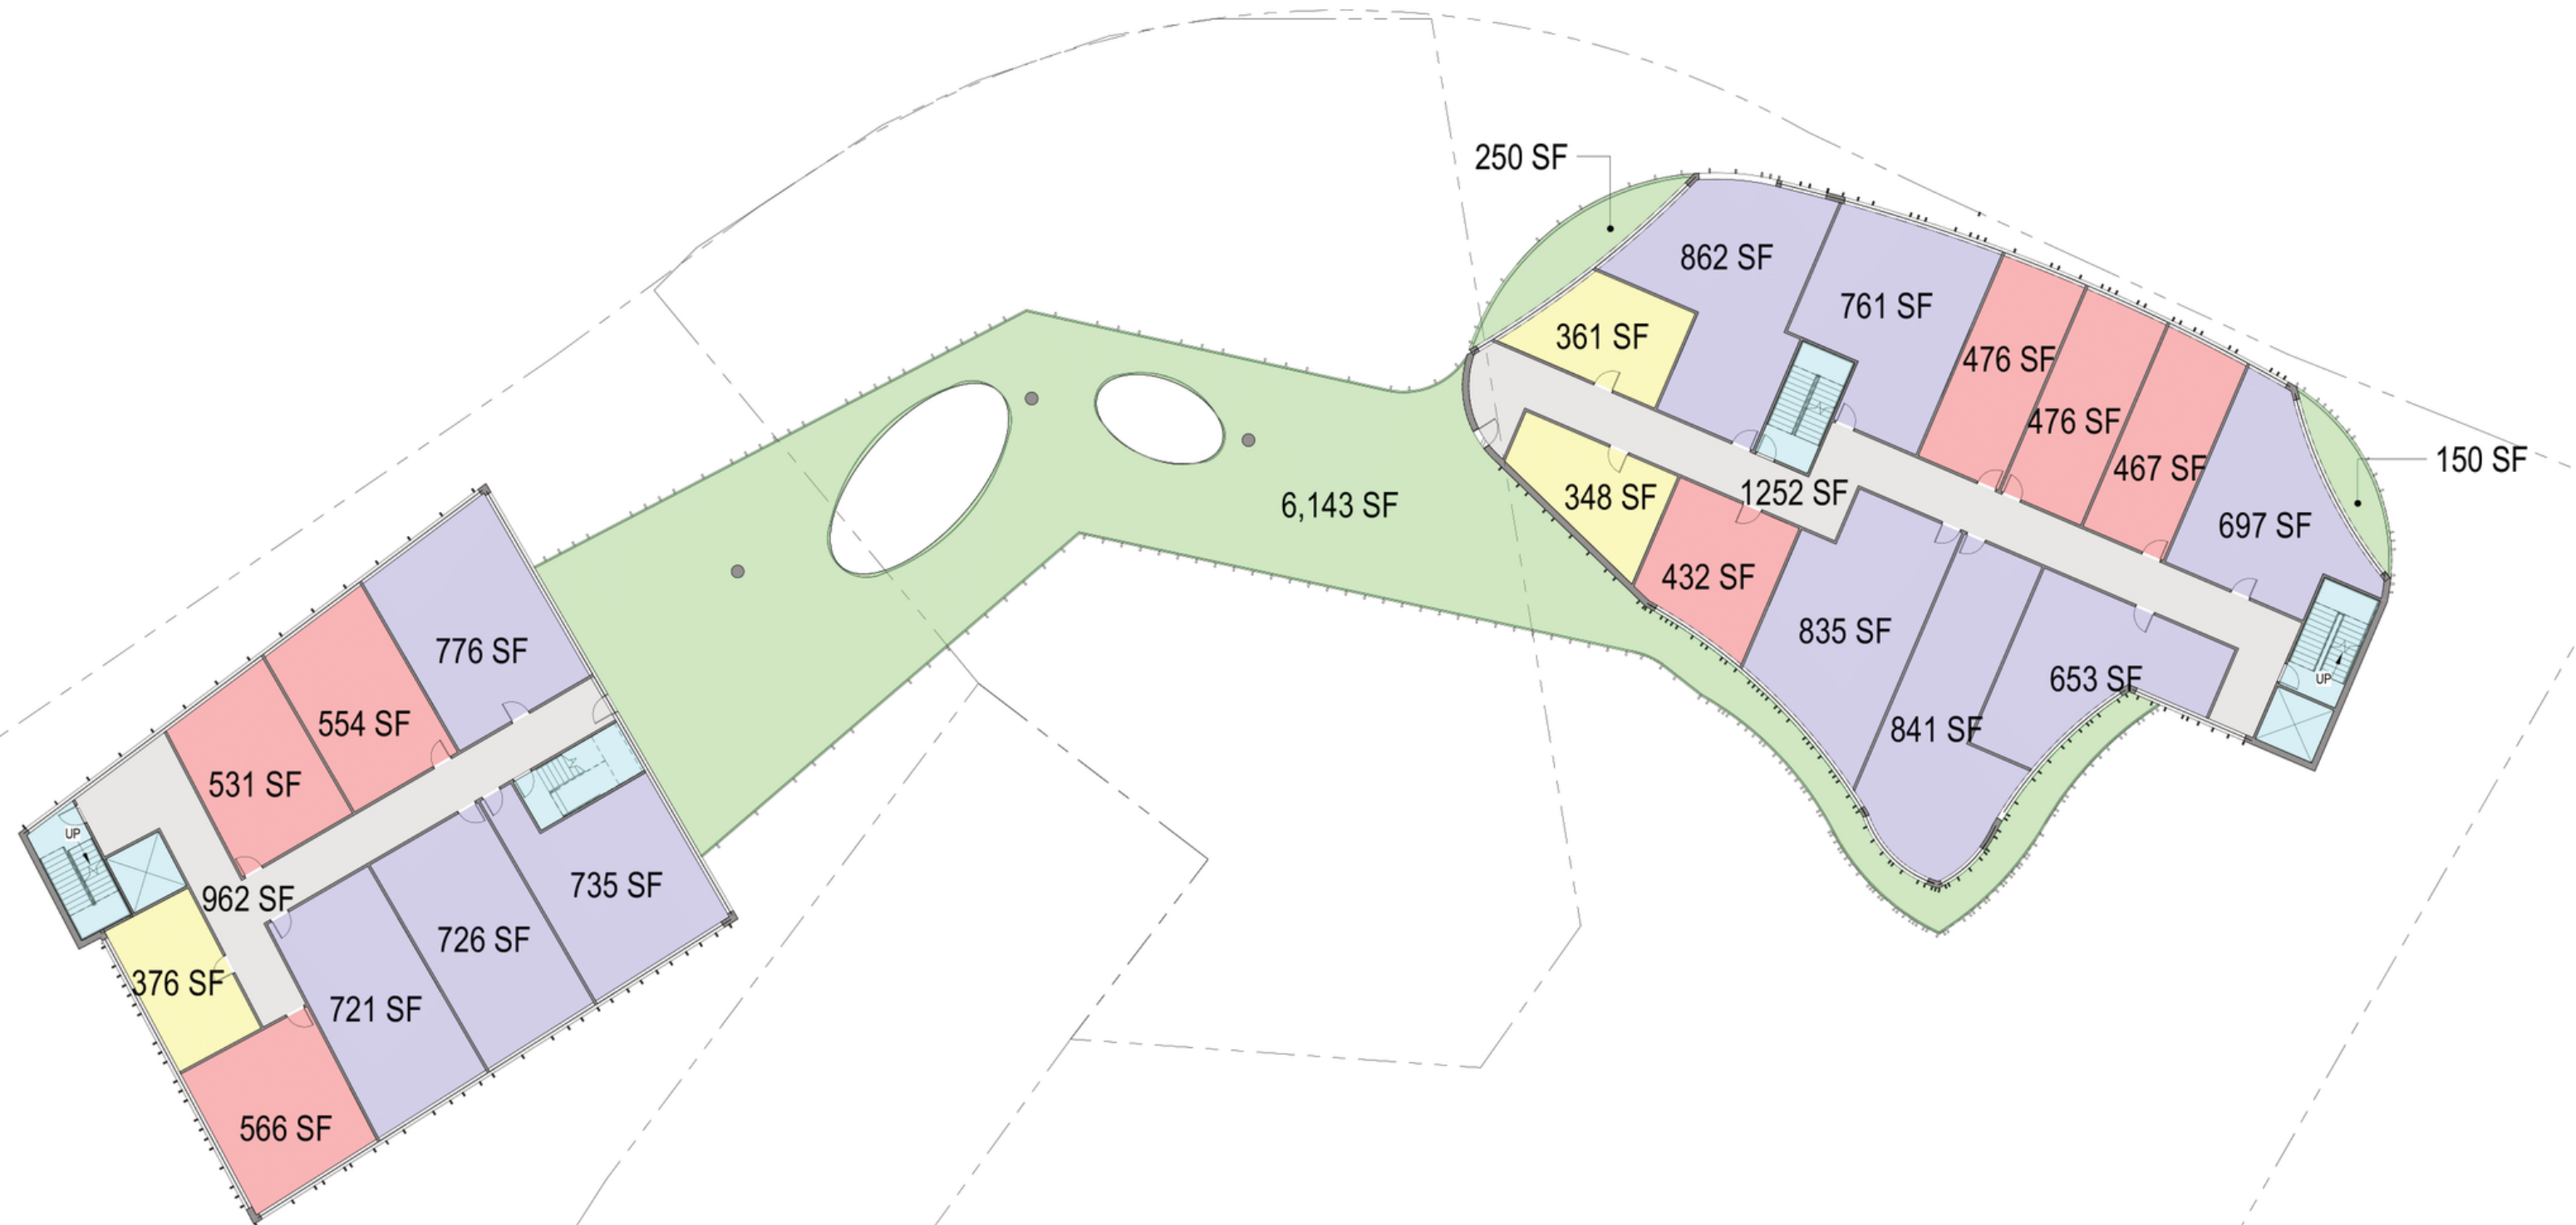 250 SF
862 SF
761 SF
361 SF
476 SF
476 SF
467 SF
150 SF
348 SF
1252 SF
6,143 SF
697 SF
432 SF
835 SF
653 SF
UP
841 SF
776 SF
554 SF
531 SF
UP
735 SF
962 SF
726 SF
376 SF
721 SF
566 SF